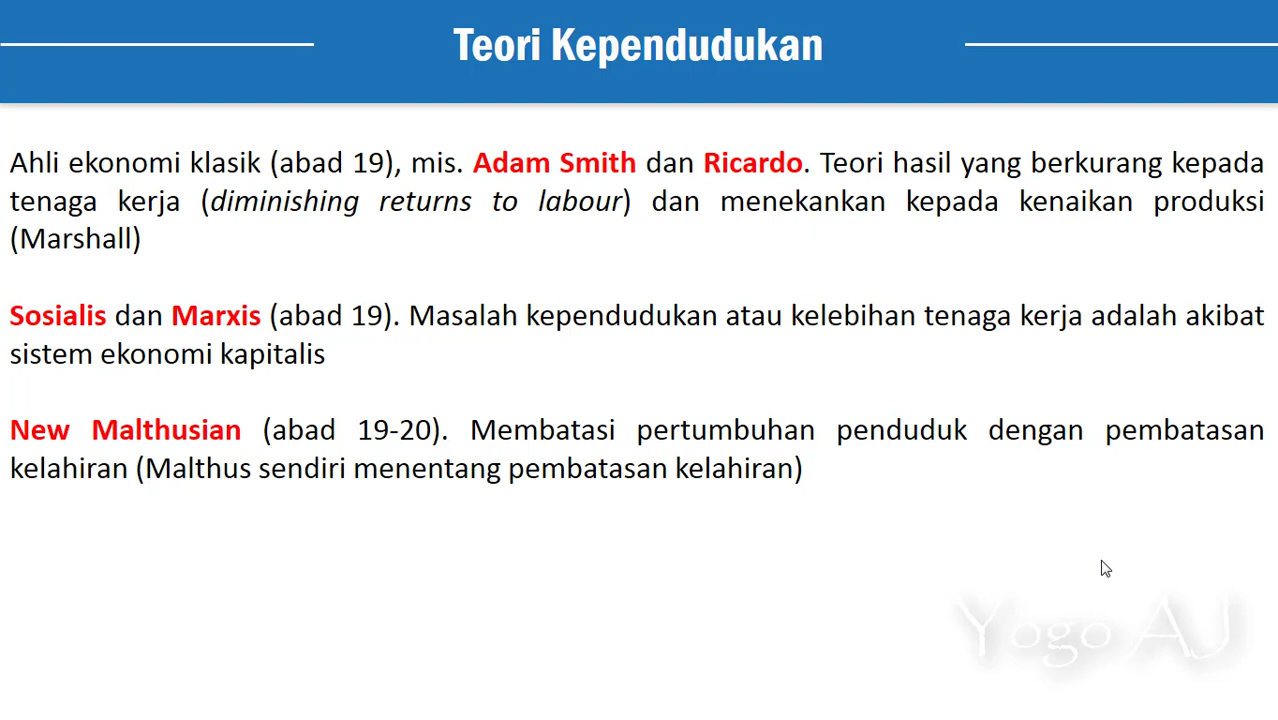 Teori Kependudukan
Ahli ekonomi klasik (abad 19), mis. Adam Smith dan Ricardo. Teori hasil yang berkurang kepada
tenaga kerja (diminishing returns to labour) dan menekankan kepada kenaikan produksi
(Marshall)
Sosialis dan Marxis (abad 19). Masalah kependudukan atau kelebihan tenaga kerja adalah akibat
sistem ekonomi kapitalis
New Malthusian (abad 19-20). Membatasi pertumbuhan penduduk dengan pembatasan
kelahiran (Malthus sendiri menentang pembatasan kelahiran)
Yogo AJ